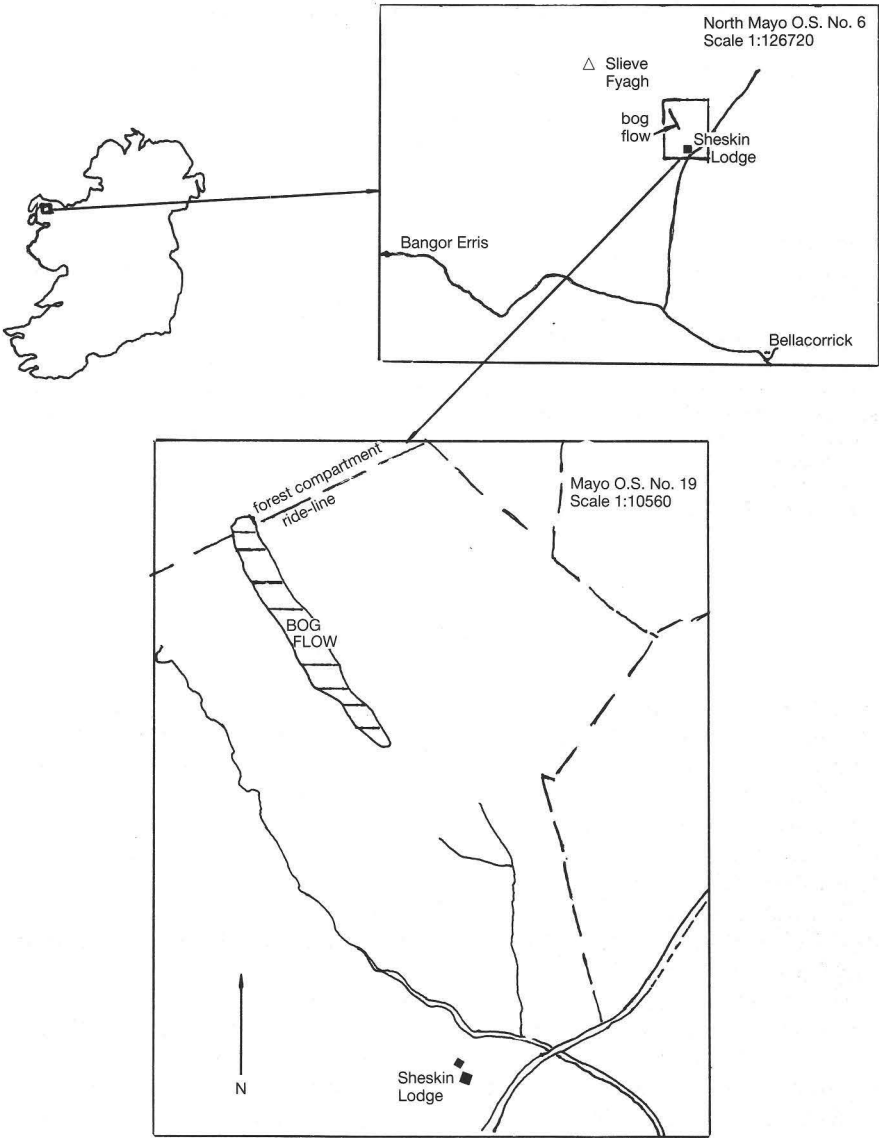 North Mayo O.S. No. 6
Scale 1:126720
Slieve
Fyagh
bog
flow
Sheskin
Lodge
Bangor Erris
Bellacorrick
forest compartment
ride-line
Mayo O.S. No. 19
Scale 1:10560
BOG
FLOW
N
Sheskin
Lodge